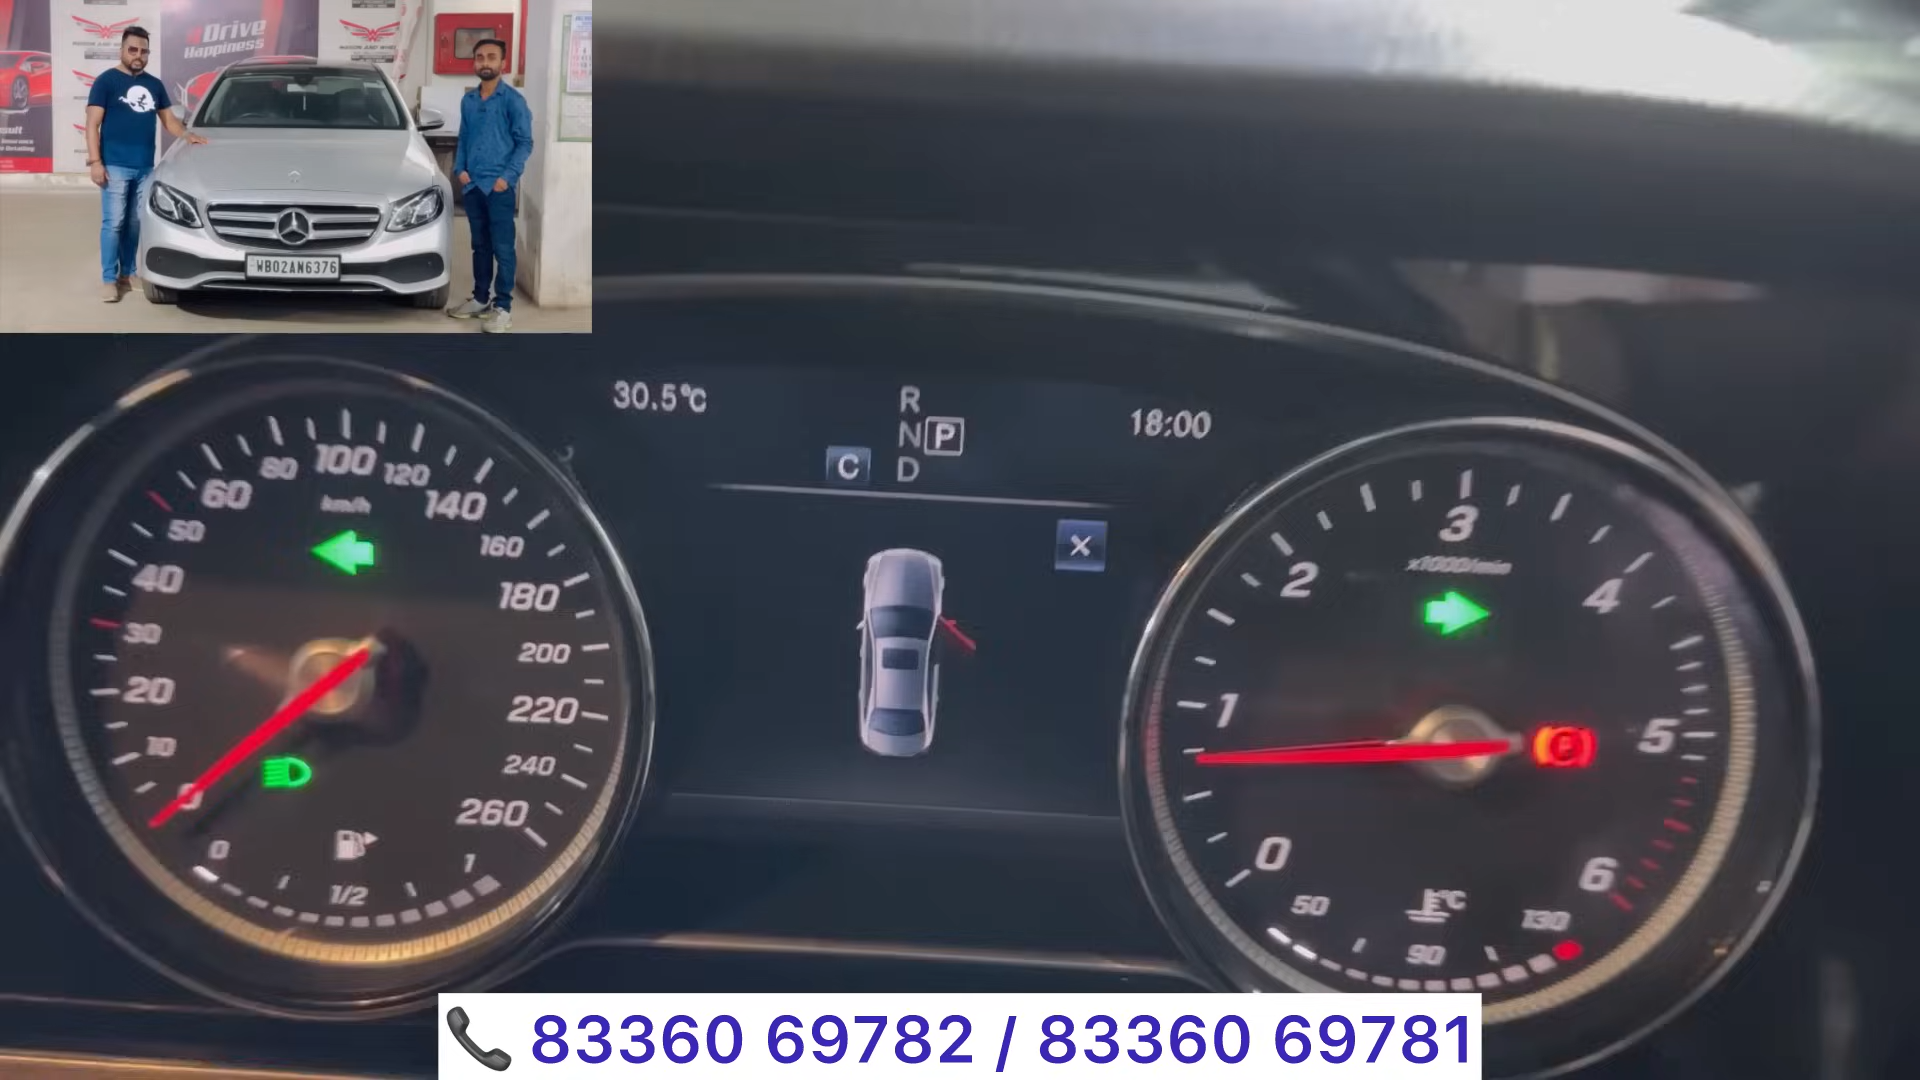 Drive
Happiness
WB02AN6376
30.5°C
R
N P
D
C
18:00
0
10
20
30
40
50
60
80
100
120
140
160
180
200
220
240
260
km/h
0
1/2
1
0
1
2
3
4
5
6
x1000/min
50
90
130
°C
83360 69782 / 83360 69781